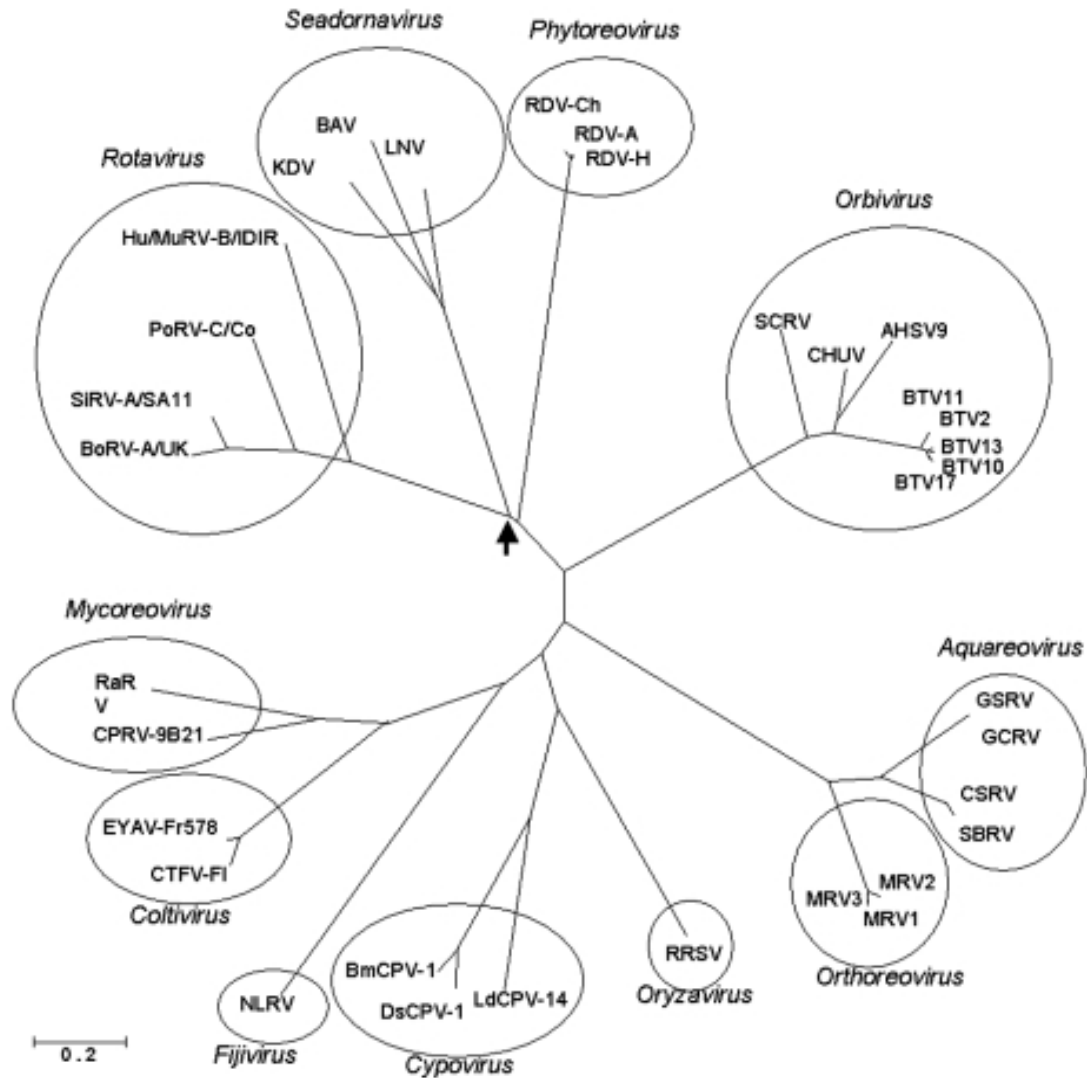 Seadornavirus
Phytoreovirus
RDV-Ch
RDV-A
RDV-H
BAV
LNV
KDV
Rotavirus
Hu/MuRV-B/IDIR
PoRV-C/Co
SiRV-A/SA11
BoRV-A/UK
Orbivirus
SCRV
CHUV
AHSV9
BTV11
BTV2
BTV13
BTV10
BTV17
Mycoreovirus
RaR
V
CPRV-9B21
EYAV-Fr578
CTFV-Fl
Coltivirus
Aquareovirus
GSRV
GCRV
CSRV
SBRV
MRV3
MRV2
MRV1
Orthoreovirus
RRSV
Oryzavirus
BmCPV-1
DsCPV-1
LdCPV-14
Cypovirus
NLRV
Fijivirus
0.2